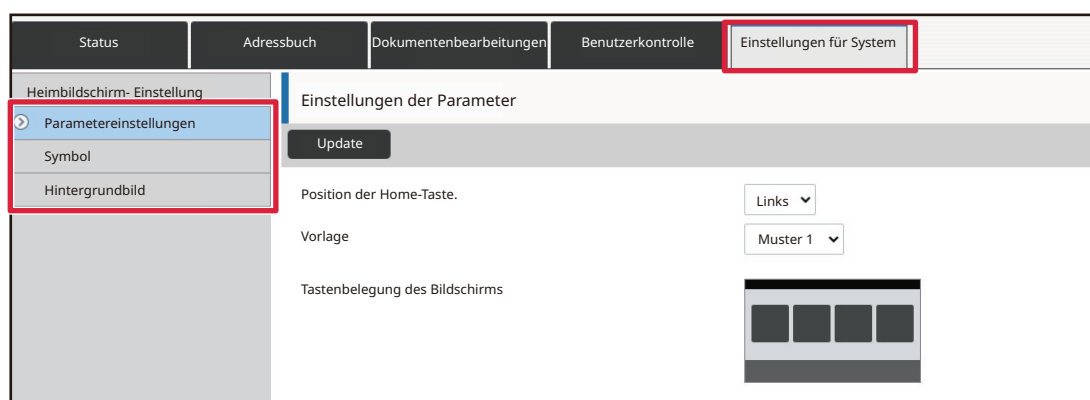 Status
Adressbuch
Dokumentenbearbeitungen
Benutzerkontrolle
Einstellungen für System
Heimbildschirm- Einstellung
Parametereinstellungen
Symbol
Hintergrundbild
Einstellungen der Parameter
Update
Position der Home-Taste.
Links
Vorlage
Muster 1
Tastenbelegung des Bildschirms